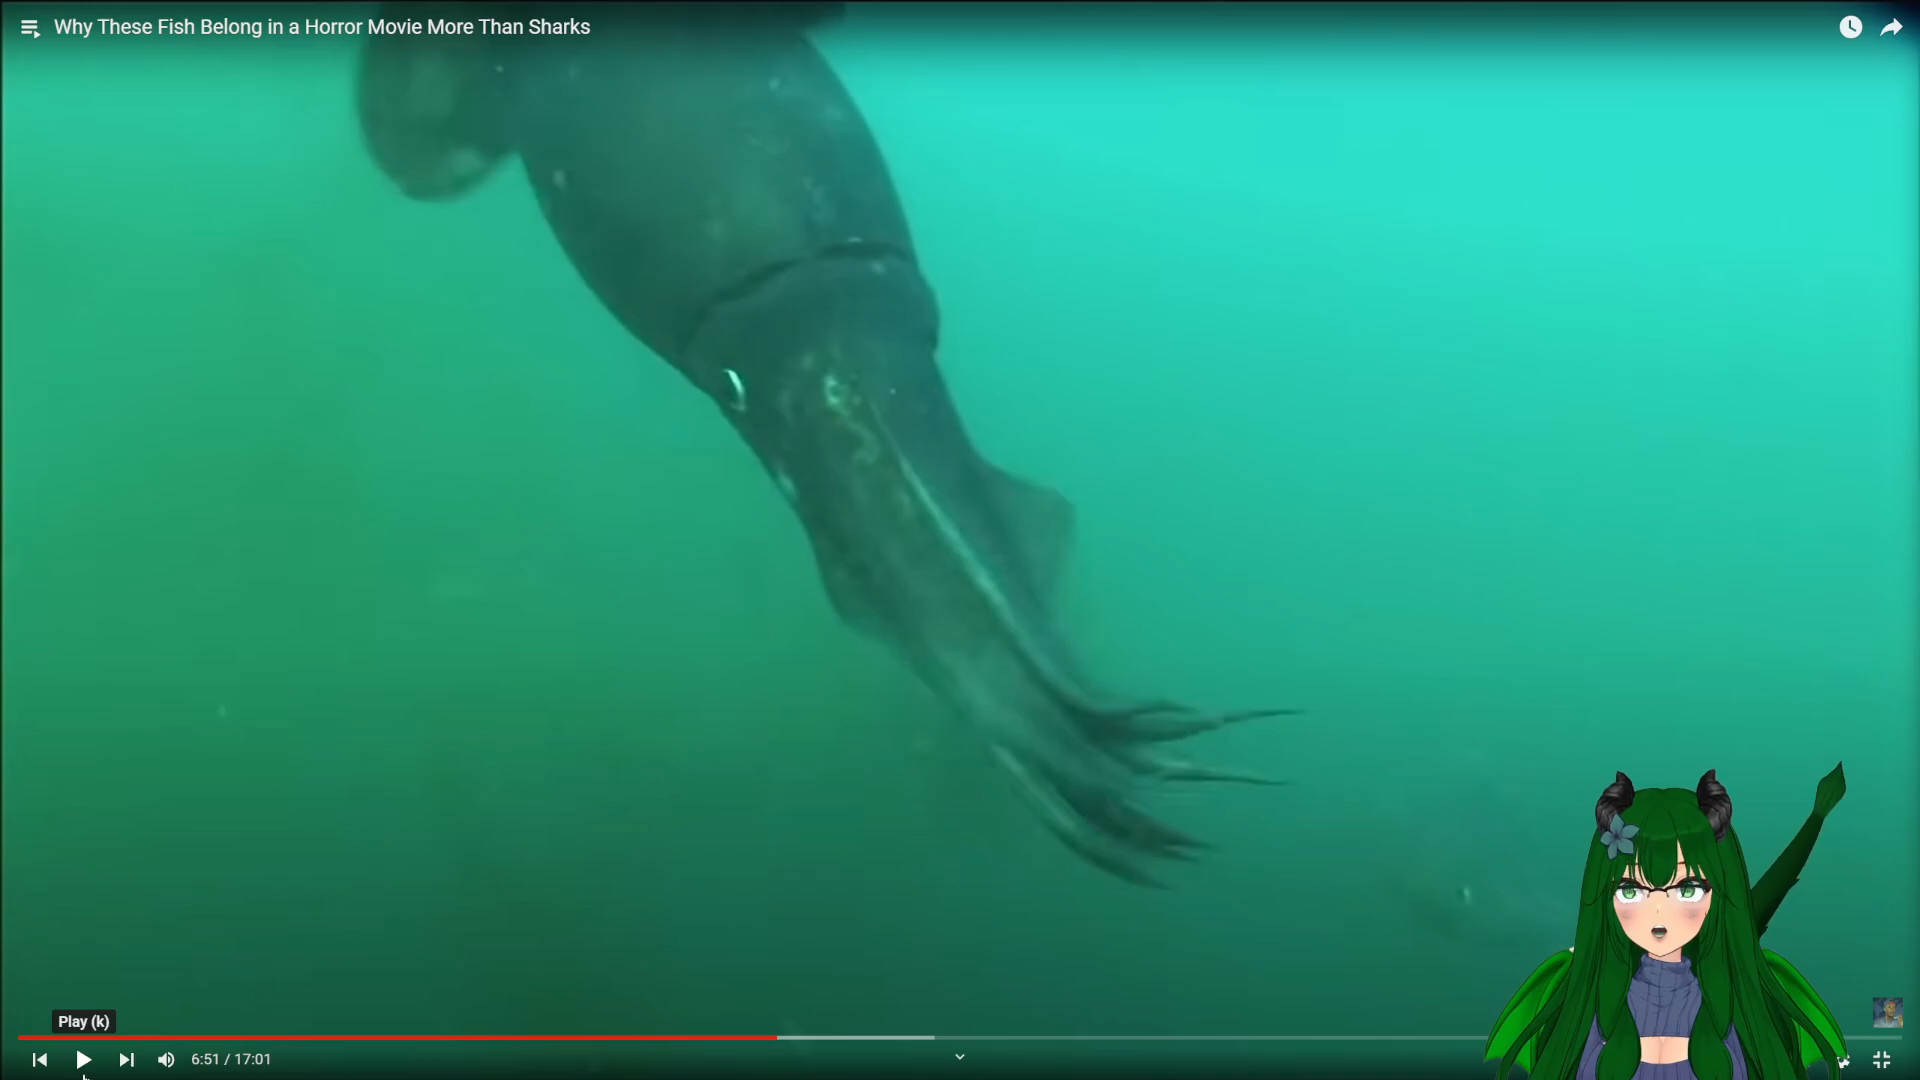 Why These Fish Belong in a Horror Movie More Than Sharks
Play (k)
6:51 / 17:01